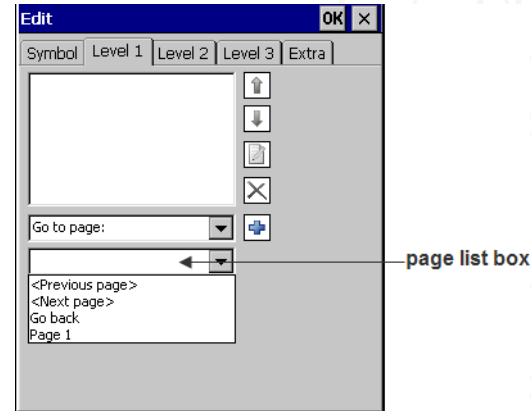 Edit OK ×
Symbol Level 1 Level 2 Level 3 Extra
Go to page:
page list box
<Previous page>
<Next page>
Go back
Page 1